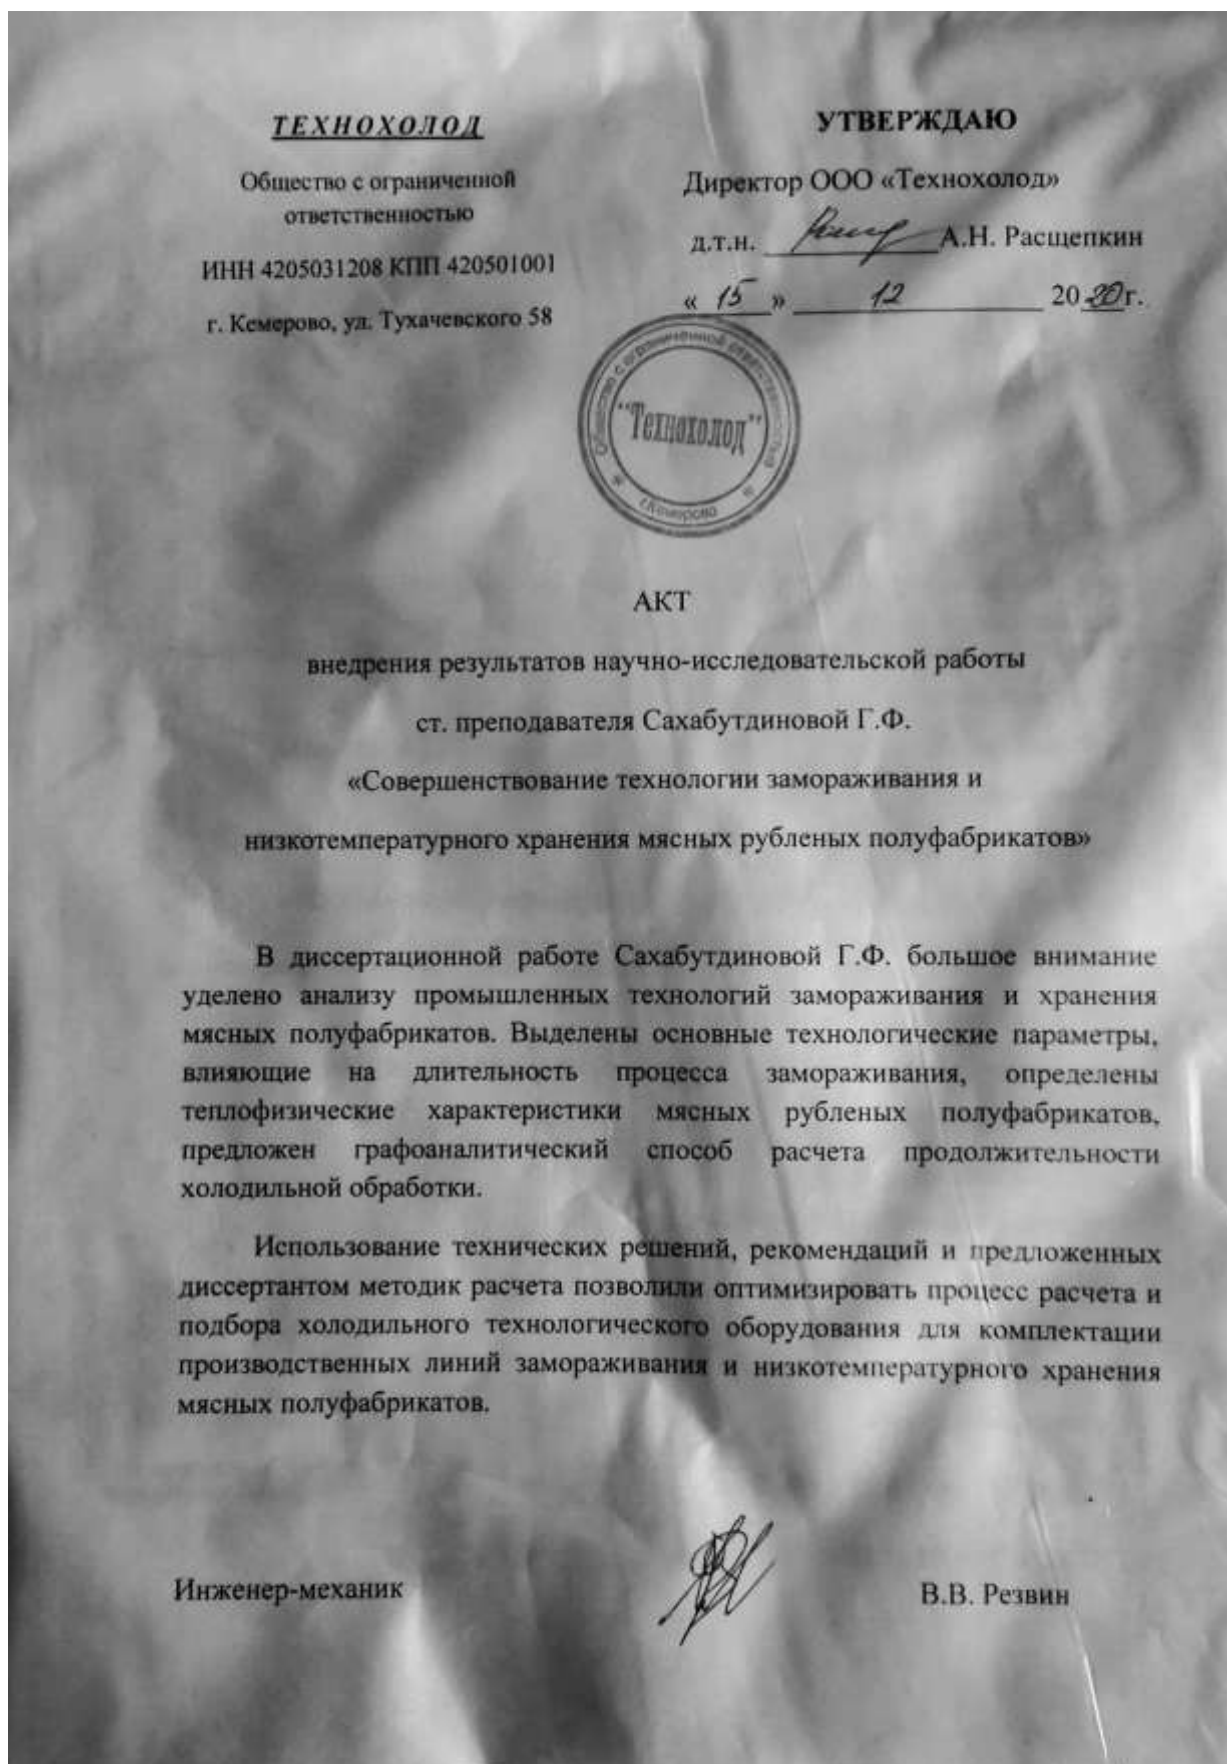 ТЕХНОХОЛОД
Общество с ограниченной
ответственностью
ИНН 4205031208 КПП 420501001
г. Кемерово, ул. Тухачевского 58
УТВЕРЖДАЮ
Директор ООО «Технохолод»
д.т.н. А.Н. Расщепкин
« 15 » 12 2020г.
Общество с ограниченной ответственностью
"Технохолод"
г.Кемерово
АКТ
внедрения результатов научно-исследовательской работы
ст. преподавателя Сахабутдиновой Г.Ф.
«Совершенствование технологии замораживания и
низкотемпературного хранения мясных рубленых полуфабрикатов»
В диссертационной работе Сахабутдиновой Г.Ф. большое внимание
уделено анализу промышленных технологий замораживания и хранения
мясных полуфабрикатов. Выделены основные технологические параметры,
влияющие на длительность процесса замораживания, определены
теплофизические характеристики мясных рубленых полуфабрикатов,
предложен графоаналитический способ расчета продолжительности
холодильной обработки.
Использование технических решений, рекомендаций и предложенных
диссертантом методик расчета позволили оптимизировать процесс расчета и
подбора холодильного технологического оборудования для комплектации
производственных линий замораживания и низкотемпературного хранения
мясных полуфабрикатов.
Инженер-механик В.В. Резвин